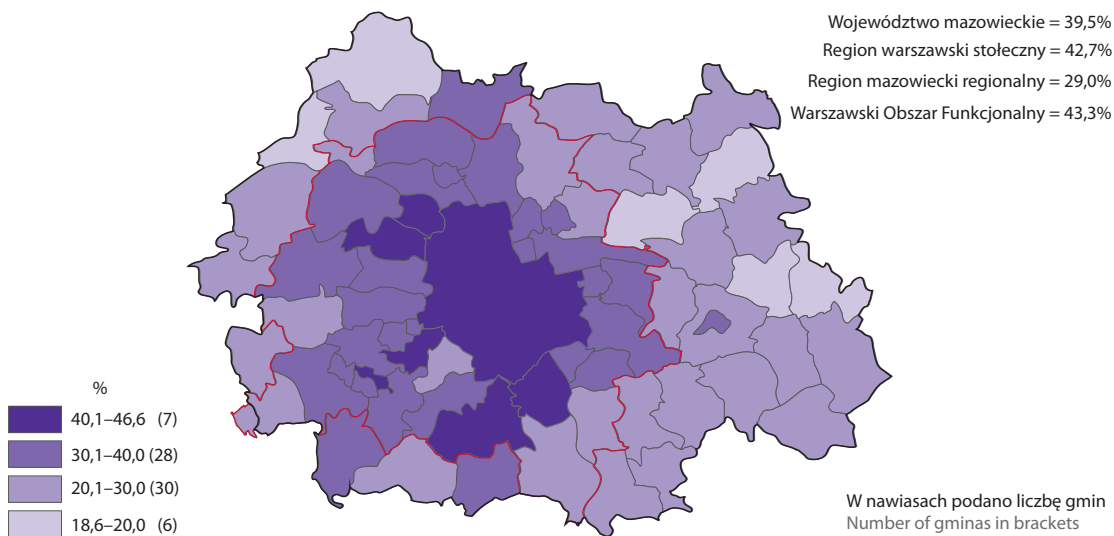 Województwo mazowieckie = 39,5%
Region warszawski stołeczny = 42,7%
Region mazowiecki regionalny = 29,0%
Warszawski Obszar Funkcjonalny = 43,3%
%
40,1–46,6 (7)
30,1–40,0 (28)
20,1–30,0 (30)
18,6–20,0 (6)
W nawiasach podano liczbę gmin
Number of gminas in brackets